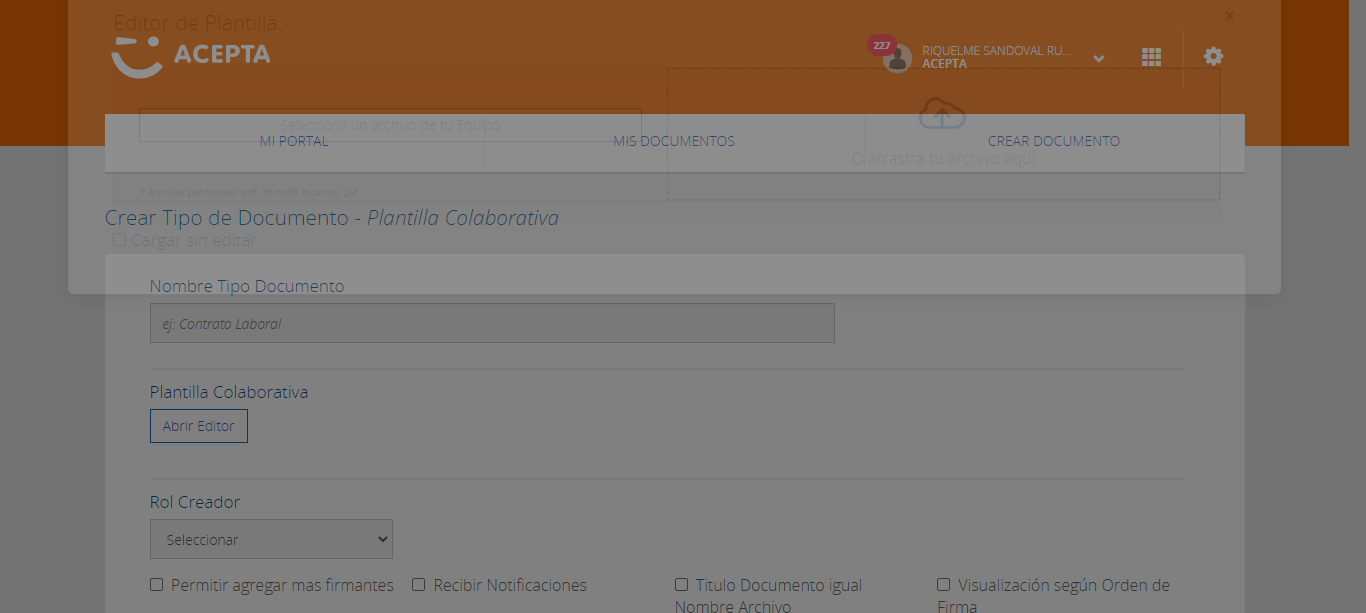 Editor de Plantilla.
×
ACEPTA
227
RIQUELME SANDOVAL RU...
ACEPTA
Selecciona un archivo de tu Equipo
MI PORTAL
MIS DOCUMENTOS
CREAR DOCUMENTO
O arrastra tu archivo aquí
* Archivos permitidos: pdf. Tamaño máximo: 2M
Crear Tipo de Documento - Plantilla Colaborativa
Cargar sin editar
Nombre Tipo Documento
ej: Contrato Laboral
Plantilla Colaborativa
Abrir Editor
Rol Creador
Seleccionar
Permitir agregar mas firmantes
Recibir Notificaciones
Titulo Documento igual
Nombre Archivo
Visualización según Orden de
Firma